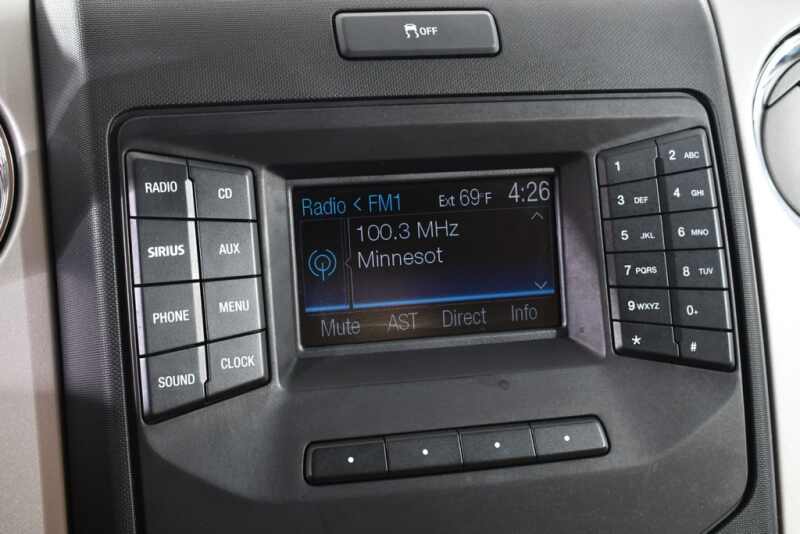 OFF
RADIO
CD
SIRIUS
AUX
PHONE
MENU
SOUND
CLOCK
Radio < FM1 Ext 69°F 4:26
100.3 MHz
Minnesot
Mute AST Direct Info
1
2 ABC
3 DEF
4 GHI
5 JKL
6 MNO
7 PQRS
8 TUV
9 WXYZ
0+
*
#